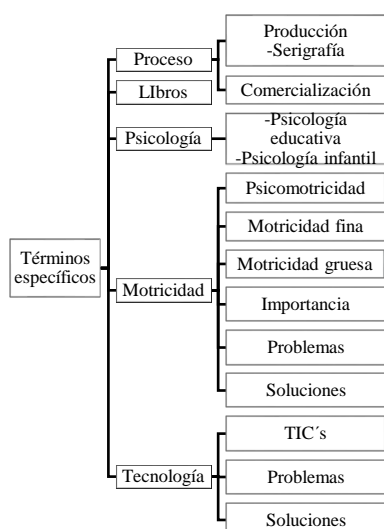 Términos
específicos
Proceso
Producción
-Serigrafía
Comercialización
LIbros
Psicología
-Psicología
educativa
-Psicología infantil
Motricidad
Psicomotricidad
Motricidad fina
Motricidad gruesa
Importancia
Problemas
Soluciones
Tecnología
TIC´s
Problemas
Soluciones